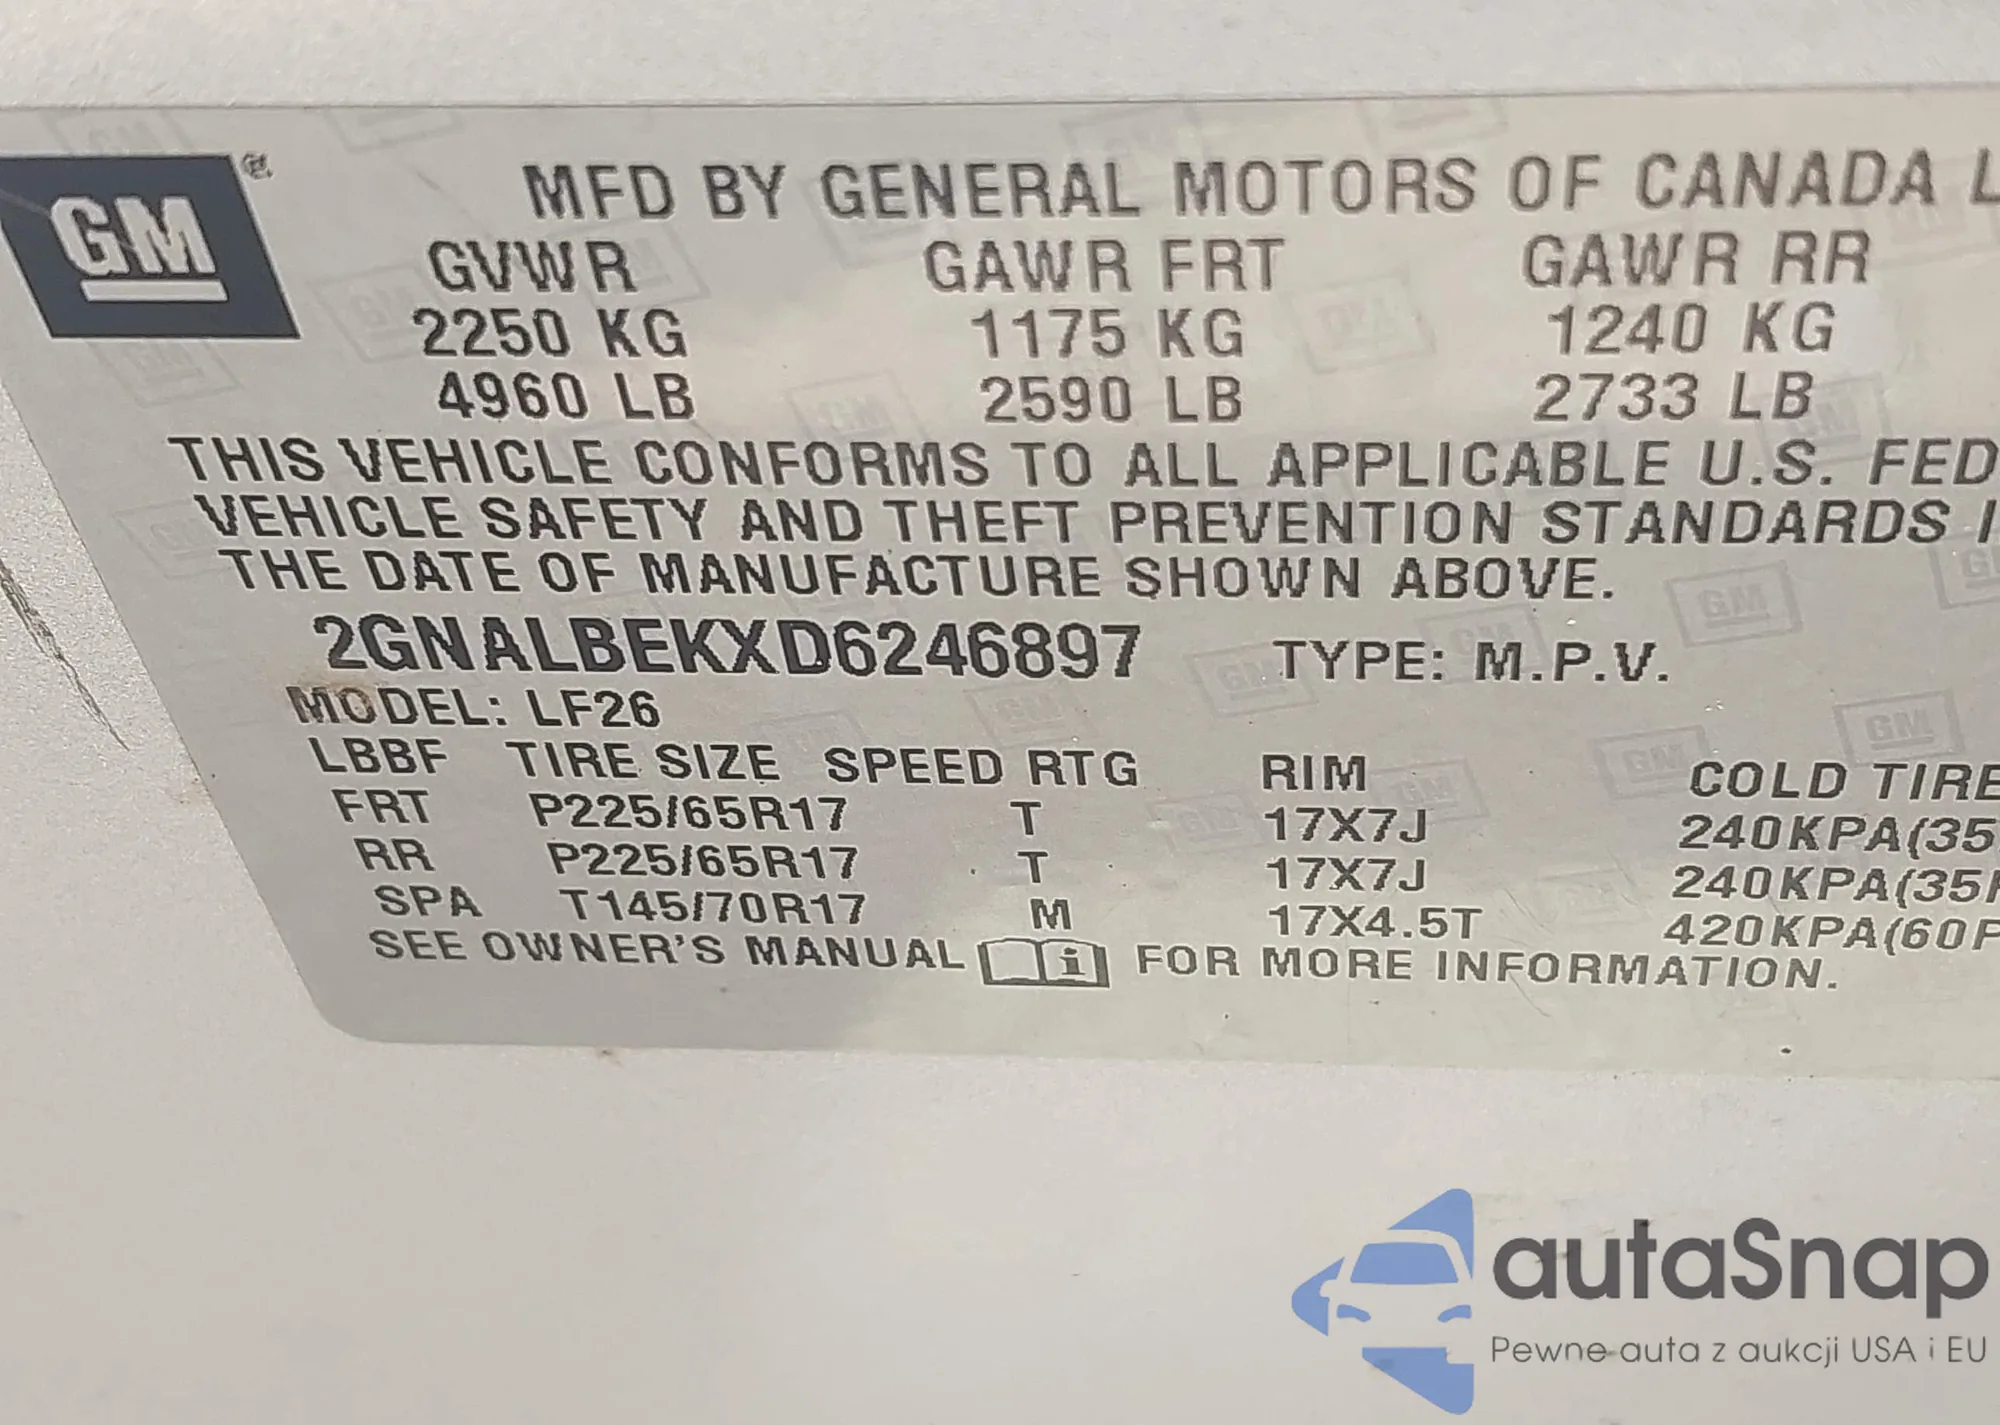 GM
MFD BY GENERAL MOTORS OF CANADA L
GVWR GAWR FRT GAWR RR
2250 KG 1175 KG 1240 KG
4960 LB 2590 LB 2733 LB
THIS VEHICLE CONFORMS TO ALL APPLICABLE U.S. FED
VEHICLE SAFETY AND THEFT PREVENTION STANDARDS I
THE DATE OF MANUFACTURE SHOWN ABOVE.
2GNALBEKXD6246897 TYPE: M.P.V.
MODEL: LF26
LBBF TIRE SIZE SPEED RTG RIM COLD TIRE
FRT P225/65R17 T 17X7J 240KPA(35
RR P225/65R17 T 17X7J 240KPA(35
SPA T145/70R17 M 17X4.5T 420KPA(60P
SEE OWNER'S MANUAL i FOR MORE INFORMATION.
autaSnap
Pewne auta z aukcji USA i EU